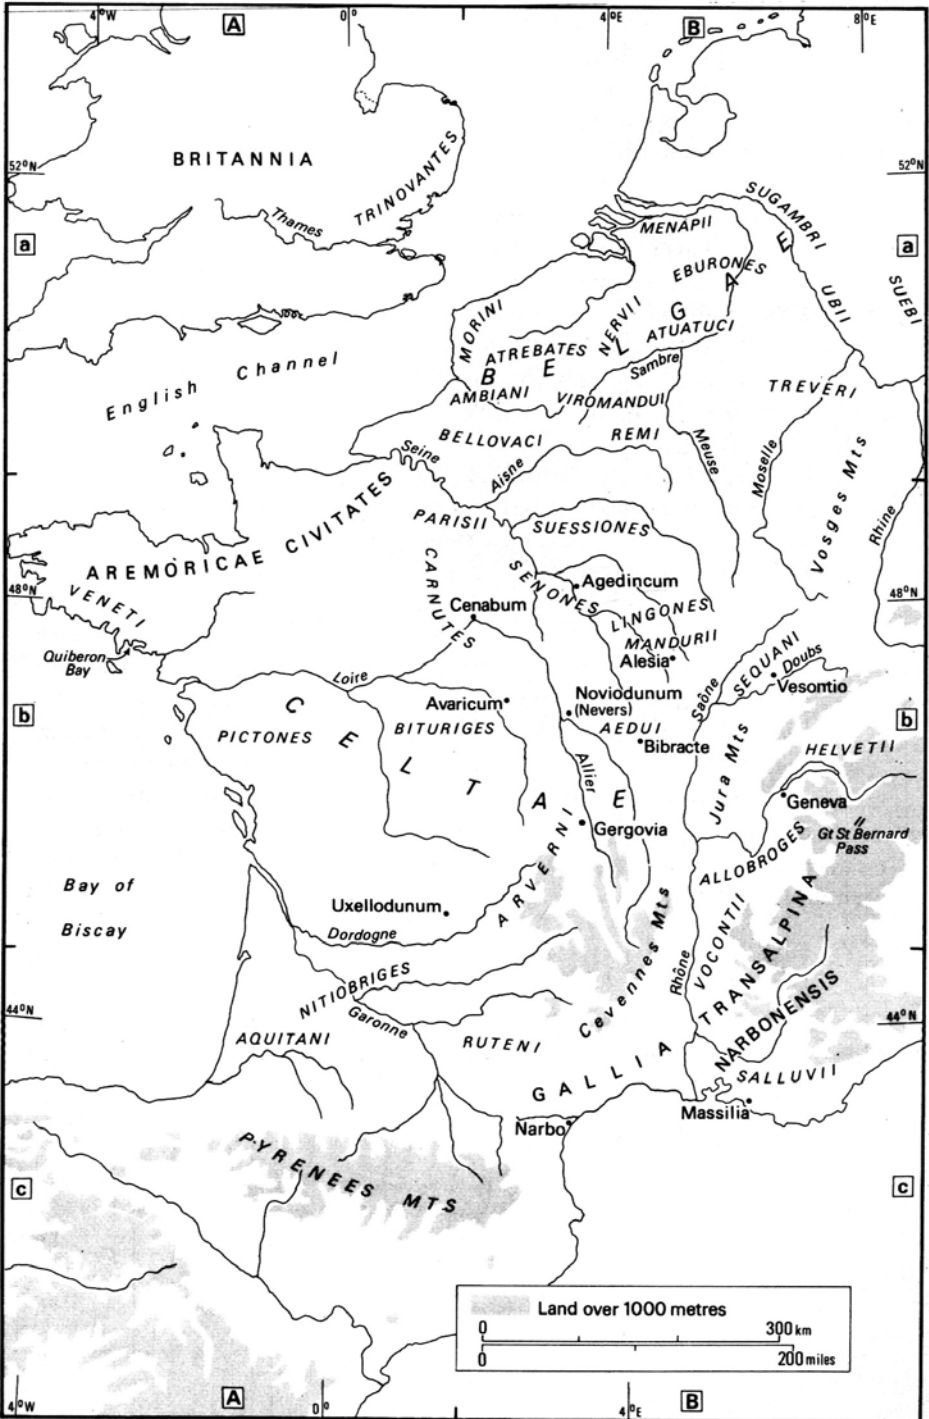 4°W
A
0°
1
4°E
B
8°E
BRITANNIA
52°N
52°N
TRINOVANTES
Thames
SUGAMBRI
MENAPII
a
a
EBURONES
UBII
SUEBI
MORINI
NERVII
ATUATUCI
ATREBATES
BELGAE
Sambre
English Channel
AMBIANI
VIROMANDUI
TREVERI
BELLOVACI
REMI
Seine
Aisne
Meuse
Moselle
Vosges Mts
Rhine
AREMORICAE CIVITATES
PARISII
SUESSIONES
CARNUTES
SENONES
Agedincum
48°N
48°N
VENETI
Cenabum
LINGONES
MANDURII
Alesia
Quiberon
Bay
SEQUANI
Doubs
Vesontio
Loire
Avaricum
Noviodunum
(Nevers)
Saône
b
b
CELTAE
PICTONES
BITURIGES
AEDUI
Bibracte
HELVETII
Allier
Jura Mts
Geneva
Gergovia
Gt St Bernard
Pass
ALLOBROGES
ARVERNI
Bay of
Biscay
Uxellodunum
Dordogne
Cevennes Mts
VOCONTII
Rhône
NITIOBRIGES
Garonne
44°N
44°N
AQUITANI
RUTENI
GALLIA TRANSALPINA
NARBONENSIS
SALLUVII
Massilia
Narbo
PYRENEES MTS
c
c
Land over 1000 metres
0
300 km
0
200 miles
4°W
A
0°
4°E
B